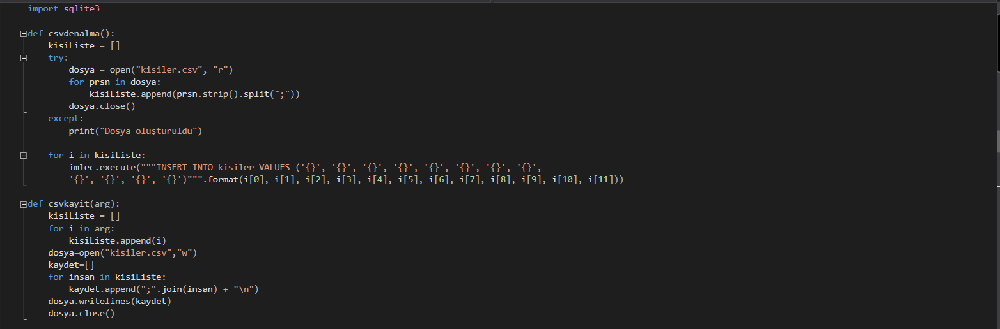 import sqlite3
def csvdenalma():
    kisiListe = []
    try:
        dosya = open("kisiler.csv", "r")
        for prsn in dosya:
            kisiListe.append(prsn.strip().split(";"))
        dosya.close()
    except:
        print("Dosya oluşturuldu")
    for i in kisiListe:
        imlec.execute("""INSERT INTO kisiler VALUES ('{}', '{}', '{}', '{}', '{}', '{}', '{}', '{}',
        '{}', '{}', '{}', '{}')""".format(i[0], i[1], i[2], i[3], i[4], i[5], i[6], i[7], i[8], i[9], i[10], i[11]))
def csvkayit(arg):
    kisiListe = []
    for i in arg:
        kisiListe.append(i)
    dosya=open("kisiler.csv","w")
    kaydet=[]
    for insan in kisiListe:
        kaydet.append(";".join(insan) + "\n")
    dosya.writelines(kaydet)
    dosya.close()